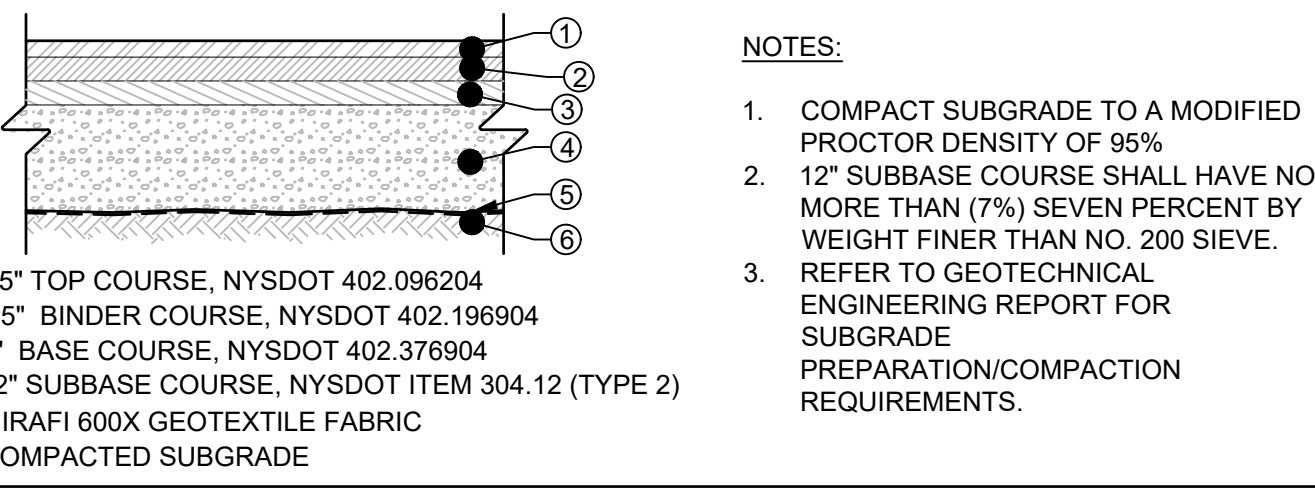 1
2
3
4
5
6
5" TOP COURSE, NYSDOT 402.096204
5" BINDER COURSE, NYSDOT 402.196904
" BASE COURSE, NYSDOT 402.376904
2" SUBBASE COURSE, NYSDOT ITEM 304.12 (TYPE 2)
IRAFI 600X GEOTEXTILE FABRIC
OMPACTED SUBGRADE
NOTES:
1. COMPACT SUBGRADE TO A MODIFIED
PROCTOR DENSITY OF 95%
2. 12" SUBBASE COURSE SHALL HAVE NO
MORE THAN (7%) SEVEN PERCENT BY
WEIGHT FINER THAN NO. 200 SIEVE.
3. REFER TO GEOTECHNICAL
ENGINEERING REPORT FOR
SUBGRADE
PREPARATION/COMPACTION
REQUIREMENTS.